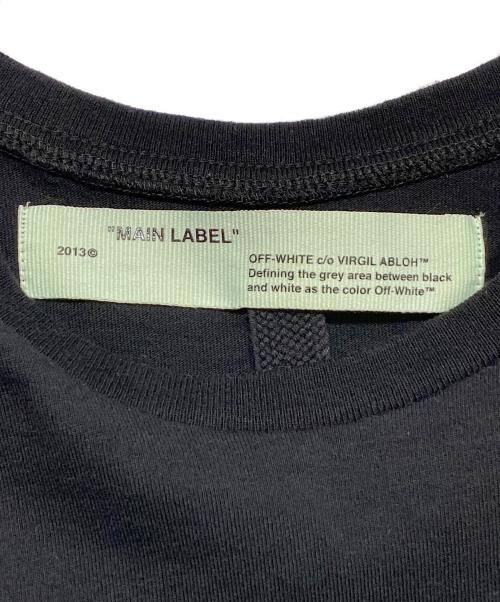 "MAIN LABEL"
2013©
OFF-WHITE c/o VIRGIL ABLOH™
Defining the grey area between black
and white as the color Off-White™